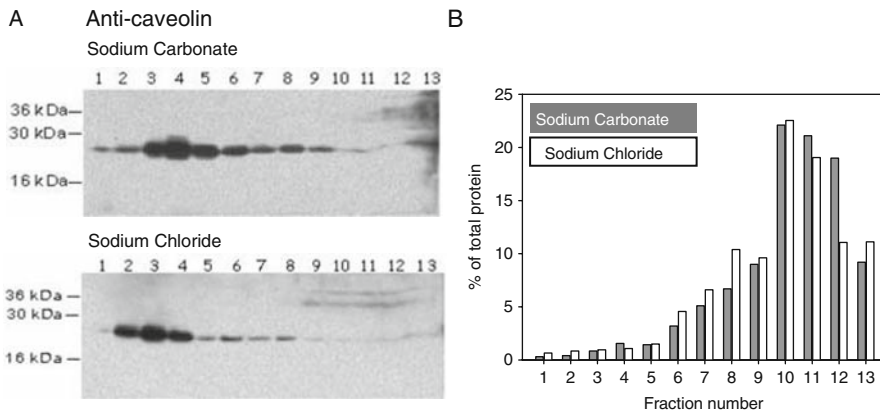 A Anti-caveolin
Sodium Carbonate
1 2 3 4 5 6 7 8 9 10 11 12 13
36 kDa
30 kDa
16 kDa
Sodium Chloride
1 2 3 4 5 6 7 8 9 10 11 12 13
36 kDa
30 kDa
16 kDa
B
25
20
15
10
5
0
% of total protein
Sodium Carbonate
Sodium Chloride
1 2 3 4 5 6 7 8 9 10 11 12 13
Fraction number